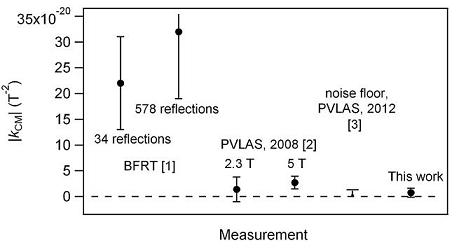 35x10-20
30
25
20
15
10
5
0
|kCM| (T-2)
34 reflections
578 reflections
BFRT [1]
PVLAS, 2008 [2]
2.3 T
5 T
noise floor,
PVLAS, 2012
[3]
This work
Measurement